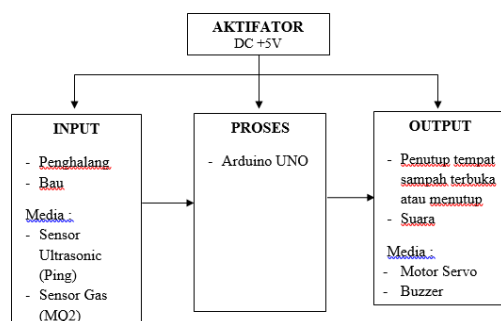 AKTIFATOR
DC +5V
INPUT
- Penghalang
- Bau
Media :
- Sensor
Ultrasonic
(Ping)
- Sensor Gas
(MQ2)
PROSES
- Arduino UNO
OUTPUT
- Penutup tempat
sampah terbuka
atau menutup
- Suara
Media :
- Motor Servo
- Buzzer